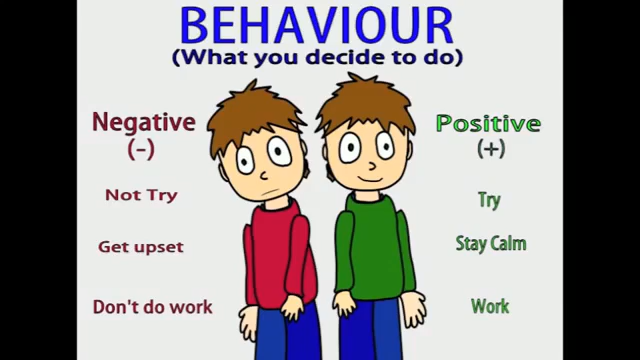 BEHAVIOUR
(What you decide to do)
Negative
(-)
Not Try
Get upset
Don't do work
Positive
(+)
Try
Stay Calm
Work